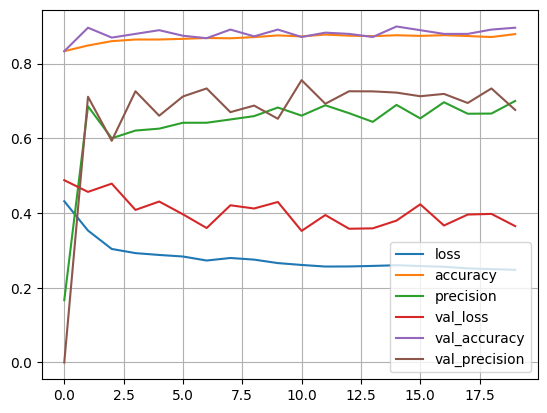 0.8
0.6
0.4
0.2
0.0
0.0 2.5 5.0 7.5 10.0 12.5 15.0 17.5
loss
accuracy
precision
val_loss
val_accuracy
val_precision